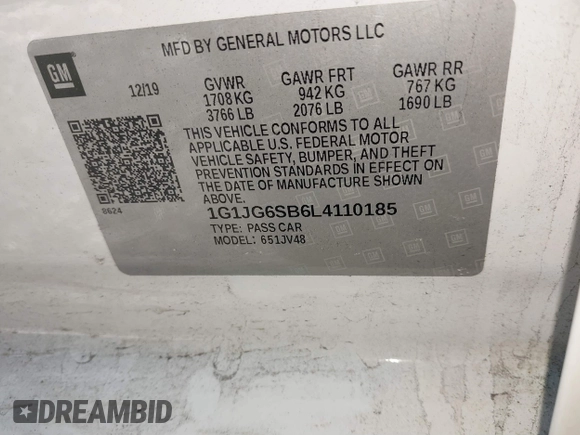 MFD BY GENERAL MOTORS LLC
GM
12/19 GVWR GAWR FRT GAWR RR
1708 KG 942 KG 767 KG
3766 LB 2076 LB 1690 LB
THIS VEHICLE CONFORMS TO ALL
APPLICABLE U.S. FEDERAL MOTOR
VEHICLE SAFETY, BUMPER, AND THEFT
PREVENTION STANDARDS IN EFFECT ON
THE DATE OF MANUFACTURE SHOWN
ABOVE.
8624
1G1JG6SB6L4110185
TYPE: PASS CAR
MODEL: 651JV48
DREAMBID